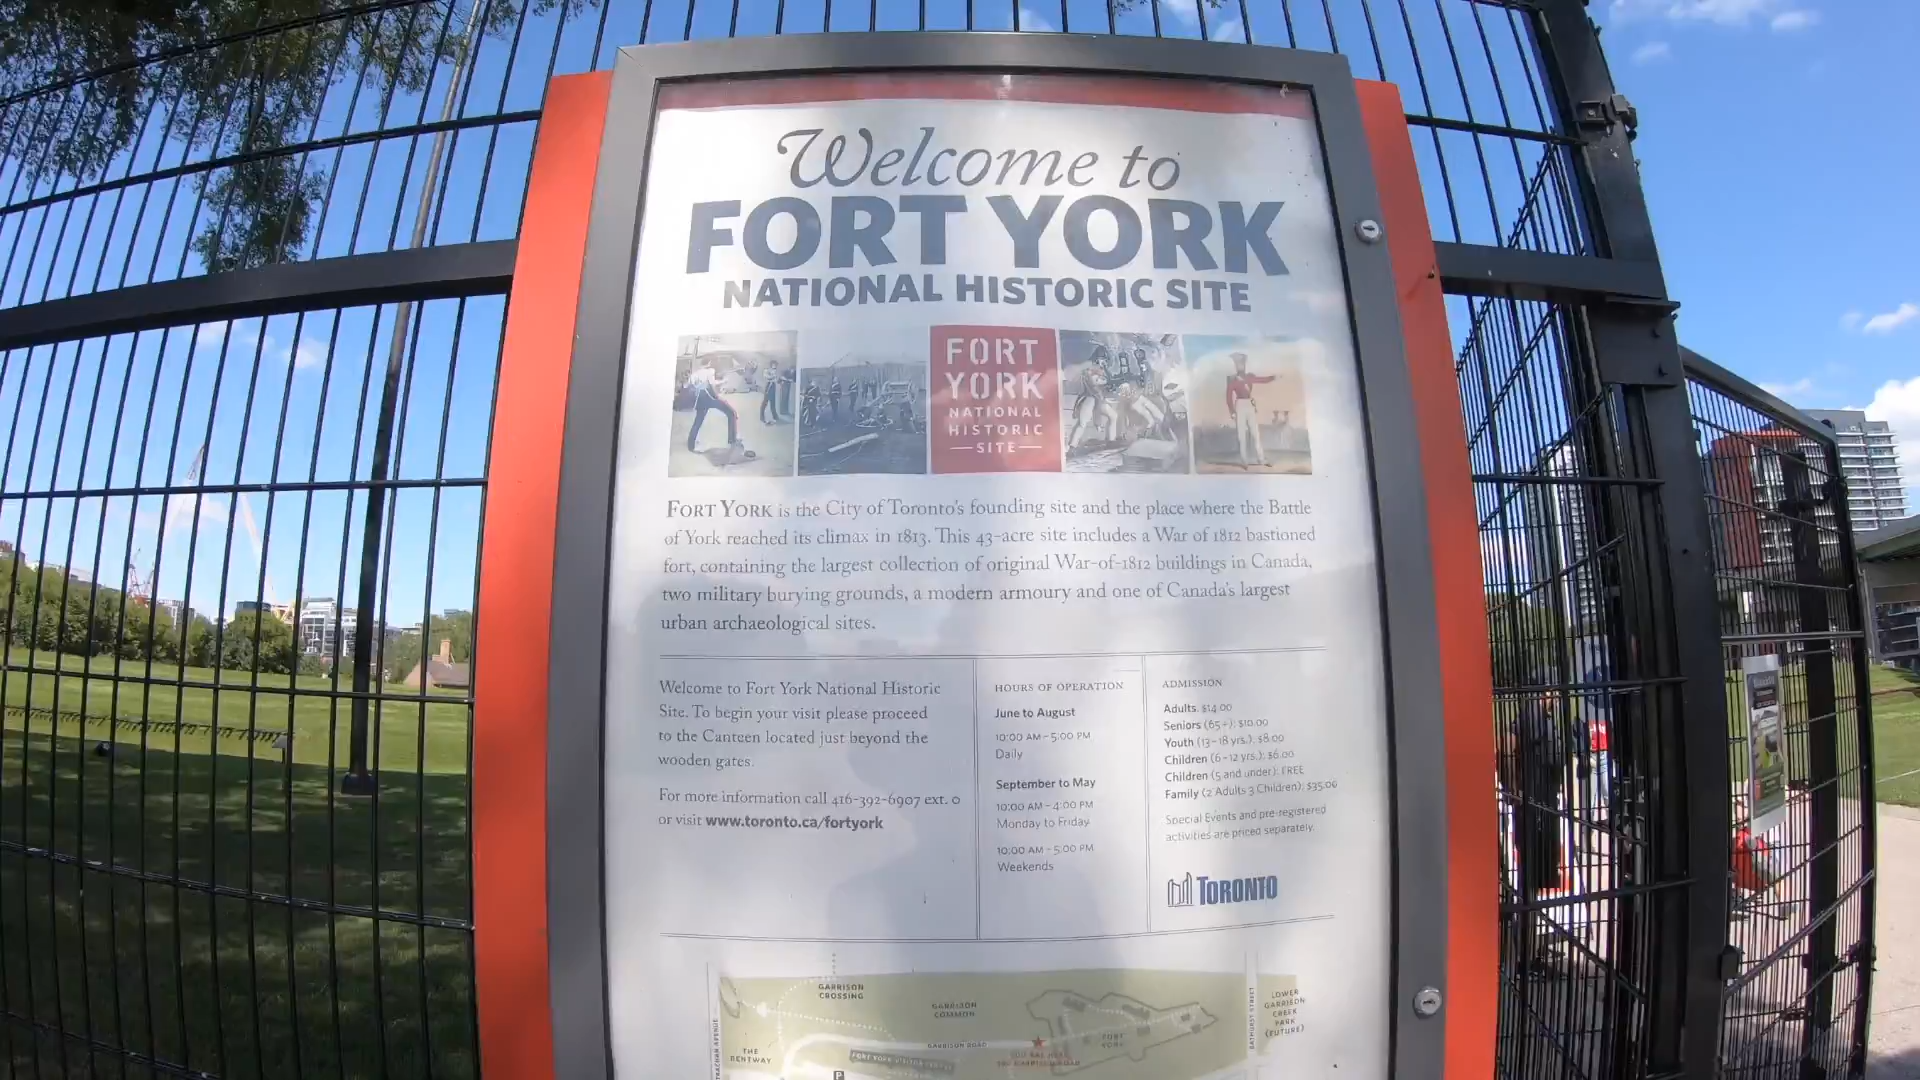 Welcome to
FORT YORK
NATIONAL HISTORIC SITE
FORT
YORK
NATIONAL
HISTORIC
SITE
FORT YORK is the City of Toronto's founding site and the place where the Battle
of York reached its climax in 1813. This 43-acre site includes a War of 1812 bastioned
fort, containing the largest collection of original War-of-1812 buildings in Canada,
two military burying grounds, a modern armoury and one of Canada's largest
urban archaeological sites.
Welcome to Fort York National Historic
Site. To begin your visit please proceed
to the Canteen located just beyond the
wooden gates.
For more information call 416-392-6907 ext. 0
or visit www.toronto.ca/fortyork
HOURS OF OPERATION
June to August
10:00 AM - 5:00 PM
Daily
September to May
10:00 AM - 4:00 PM
Monday to Friday
10:00 AM - 5:00 PM
Weekends
ADMISSION
Adults: $14.00
Seniors (65+): $10.00
Youth (13-18 yrs.): $8.00
Children (6-12 yrs.): $6.00
Children (5 and under): FREE
Family (2 Adults 3 Children): $35.00
Special Events and pre-registered
activities are priced separately.
TORONTO
GARRISON
CROSSING
GARRISON
COMMON
FORT
YORK
BATHURST STREET
LOWER
GARRISON
CREEK
PARK
(FUTURE)
THE
BENTWAY
GARRISON ROAD
FORT YORK VISITOR CENTRE
YOU ARE HERE
GARRISON ROAD
P